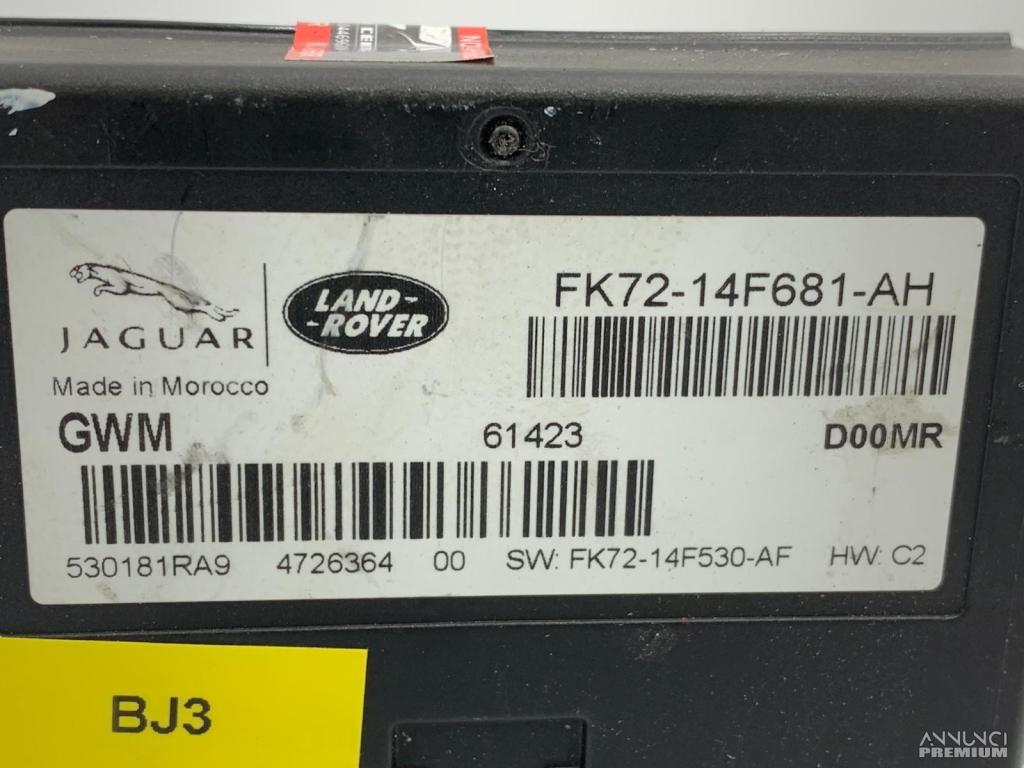 FK72-14F681-AH
JAGUAR
LAND-
-ROVER
Made in Morocco
GWM 61423 D00MR
530181RA9 4726364 00 SW: FK72-14F530-AF HW: C2
BJ3
ANNUNCI
PREMIUM